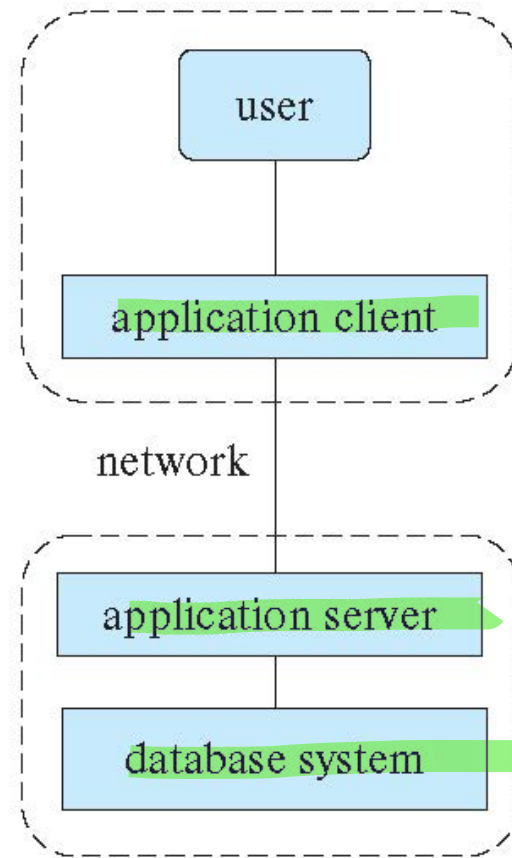 user
application client
network
application server
database system